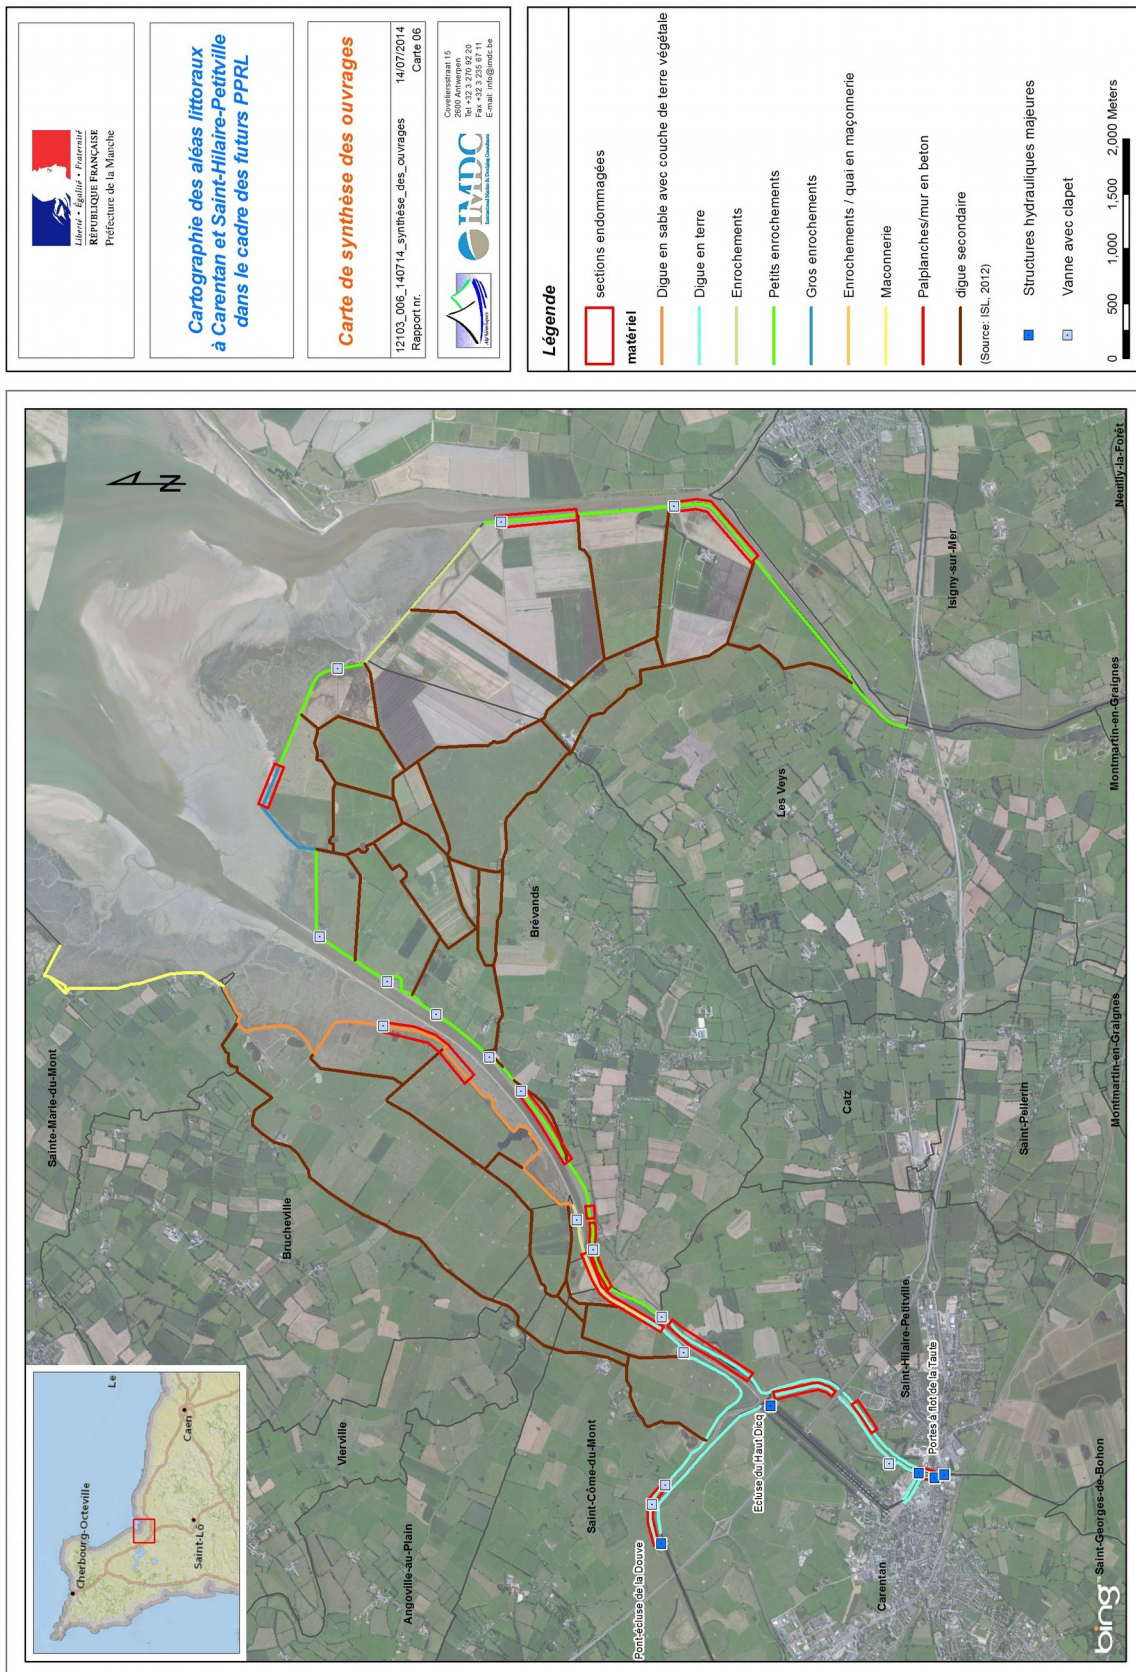 Liberté • Égalité • Fraternité
RÉPUBLIQUE FRANÇAISE
Préfecture de la Manche
Cartographie des aléas littoraux
à Carentan et Saint-Hilaire-Petitville
dans le cadre des futurs PPRL
Carte de synthèse des ouvrages
12103_006_140714_synthèse_des_ouvrages 14/07/2014
Rapport nr. Carte 06
IMDC
Coveliersstraat 15
2600 Antwerpen
Tel +32 3 270 92 20
Fax +32 3 235 67 11
E-mail: info@imdc.be
Légende
sections endommagées
matériel
Digue en sable avec couche de terre végétale
Digue en terre
Enrochements
Petits enrochements
Gros enrochements
Enrochements / quai en maçonnerie
Maconnerie
Palplanches/mur en beton
digue secondaire
(Source: ISL, 2012)
Structures hydrauliques majeures
Vanne avec clapet
0 500 1,000 1,500 2,000 Meters
N
Cherbourg-Octeville
Le
Caen
Saint-Lô
Sainte-Marie-du-Mont
Brucheville
Vierville
Angoville-au-Plain
Saint-Côme-du-Mont
Brévands
Les Veys
Catz
Isigny-sur-Mer
Neuilly-la-Forêt
Montmartin-en-Graignes
Montmartin-en-Graignes
Saint-Pellerin
Saint-Hilaire-Petitville
Portes à flot de la Taute
Ecluse du Haut Dicq
Pont-écluse de la Douve
Carentan
Saint-Georges-de-Bohon
bing